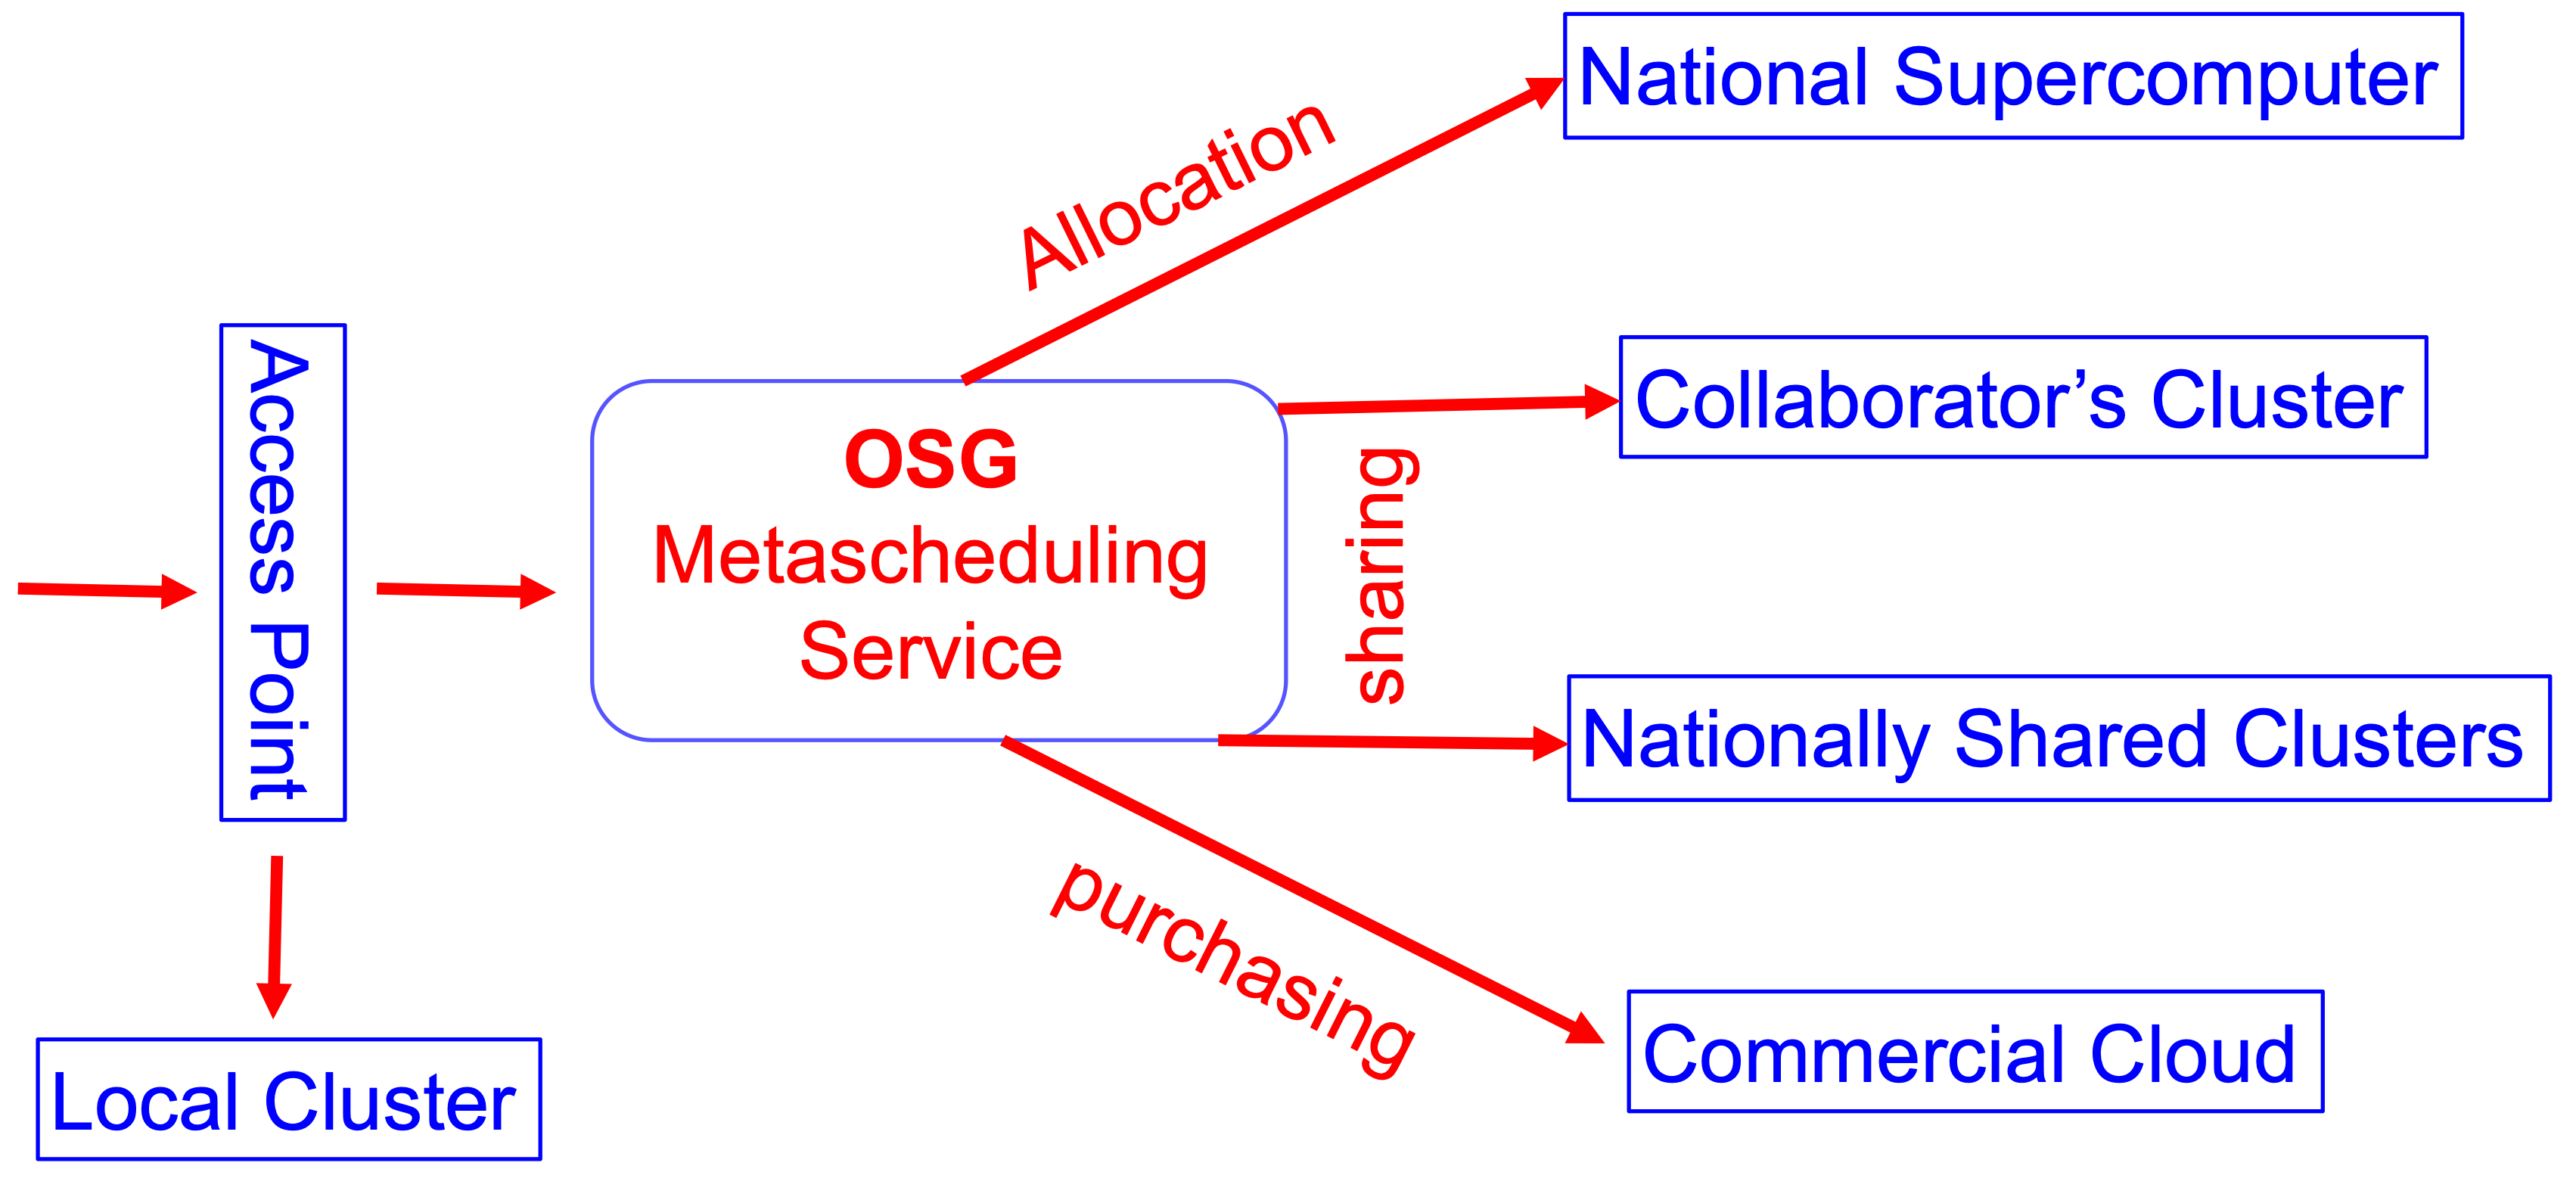 National Supercomputer
Allocation
Access Point
Collaborator’s Cluster
OSG
Metascheduling
Service
sharing
Nationally Shared Clusters
purchasing
Commercial Cloud
Local Cluster